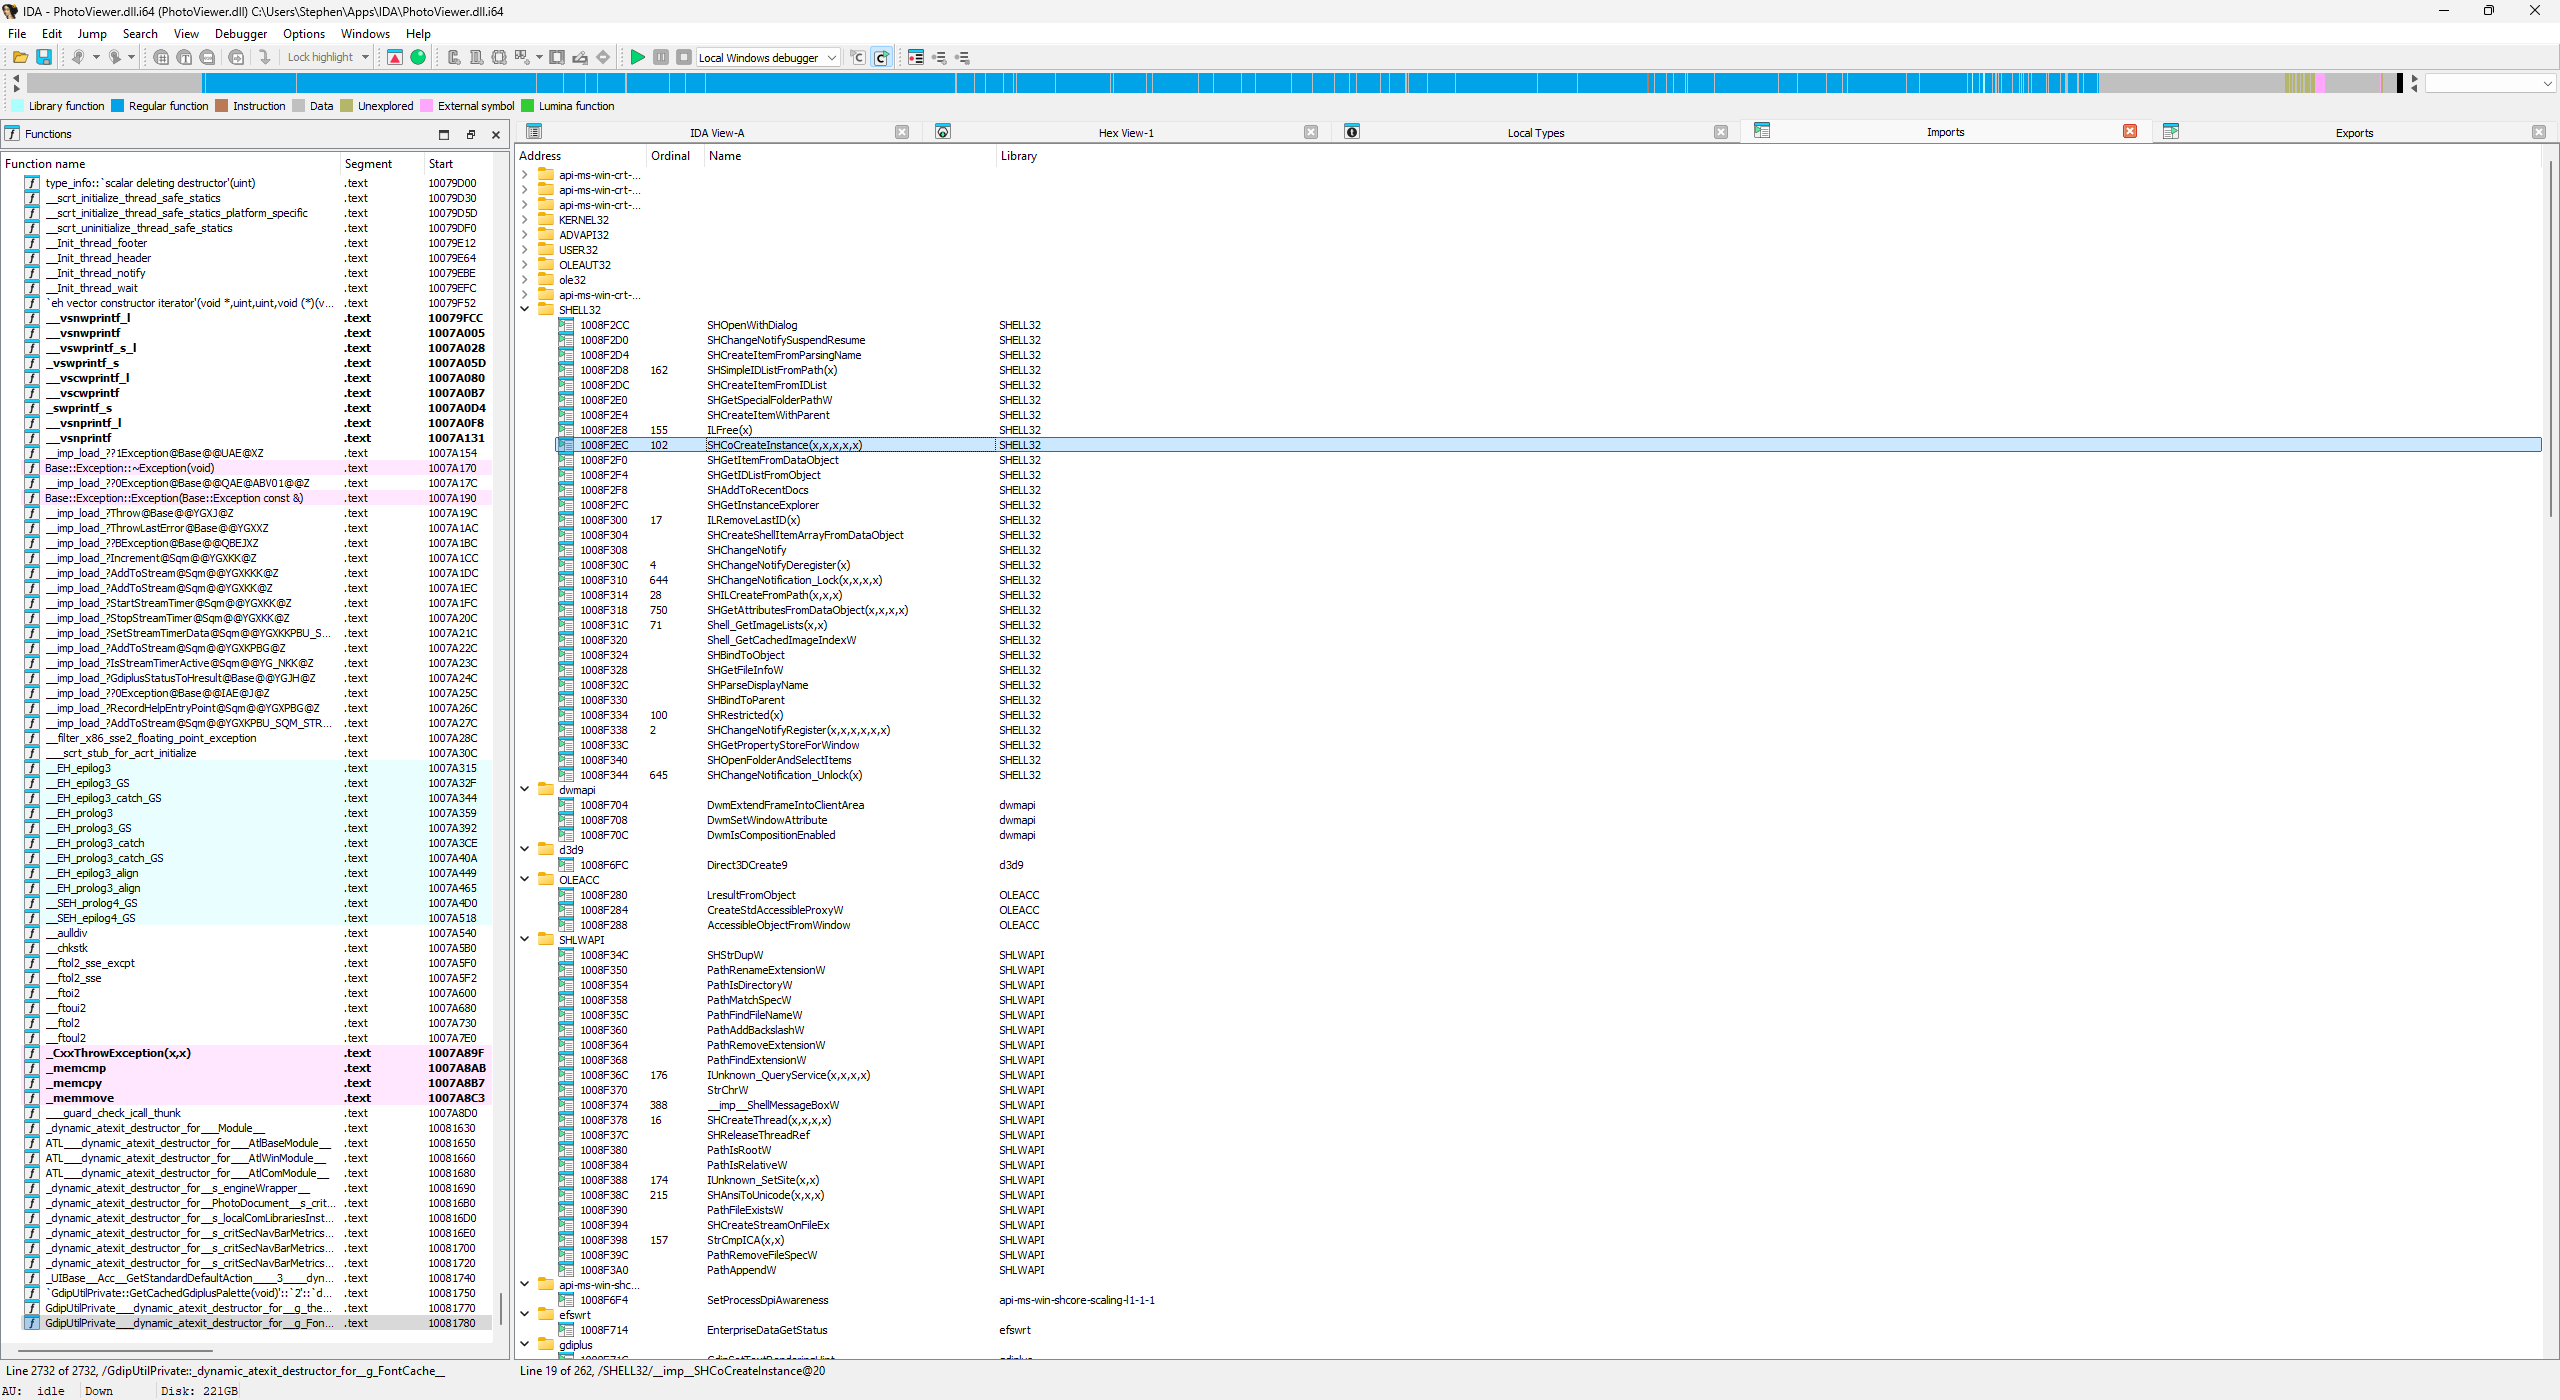 IDA - PhotoViewer.dll.i64 (PhotoViewer.dll) C:\Users\Stephen\Apps\IDA\PhotoViewer.dll.i64
File Edit Jump Search View Debugger Options Windows Help
Lock highlight Local Windows debugger
Library function Regular function Instruction Data Unexplored External symbol Lumina function
Functions
Function name Segment Start
type_info::`scalar deleting destructor'(uint) .text 10079D00
__scrt_initialize_thread_safe_statics .text 10079D30
__scrt_initialize_thread_safe_statics_platform_specific .text 10079D5D
__scrt_uninitialize_thread_safe_statics .text 10079DF0
__Init_thread_footer .text 10079E12
__Init_thread_header .text 10079E64
__Init_thread_notify .text 10079EBE
__Init_thread_wait .text 10079EFC
`eh vector constructor iterator'(void *,uint,uint,void (*)(v... .text 10079F52
__vsnwprintf_l .text 10079FCC
__vsnwprintf .text 1007A005
__vswprintf_s_l .text 1007A028
_vswprintf_s .text 1007A05D
__vscwprintf_l .text 1007A080
__vscwprintf .text 1007A0B7
_swprintf_s .text 1007A0D4
__vsnprintf_l .text 1007A0F8
__vsnprintf .text 1007A131
__imp_load_??1Exception@Base@@UAE@XZ .text 1007A154
Base::Exception::~Exception(void) .text 1007A170
__imp_load_??0Exception@Base@@QAE@ABV01@@Z .text 1007A17C
Base::Exception::Exception(Base::Exception const &) .text 1007A190
__imp_load_?Throw@Base@@YGXJ@Z .text 1007A19C
__imp_load_?ThrowLastError@Base@@YGXXZ .text 1007A1AC
__imp_load_??BException@Base@@QBEJXZ .text 1007A1BC
__imp_load_?Increment@Sqm@@YGXKK@Z .text 1007A1CC
__imp_load_?AddToStream@Sqm@@YGXKKK@Z .text 1007A1DC
__imp_load_?AddToStream@Sqm@@YGXKK@Z .text 1007A1EC
__imp_load_?StartStreamTimer@Sqm@@YGXKK@Z .text 1007A1FC
__imp_load_?StopStreamTimer@Sqm@@YGXKK@Z .text 1007A20C
__imp_load_?SetStreamTimerData@Sqm@@YGXKKPBU_S... .text 1007A21C
__imp_load_?AddToStream@Sqm@@YGXKPBG@Z .text 1007A22C
__imp_load_?IsStreamTimerActive@Sqm@@YG_NKK@Z .text 1007A23C
__imp_load_?GdiplusStatusToHresult@Base@@YGJH@Z .text 1007A24C
__imp_load_??0Exception@Base@@IAE@J@Z .text 1007A25C
__imp_load_?RecordHelpEntryPoint@Sqm@@YGXPBG@Z .text 1007A26C
__imp_load_?AddToStream@Sqm@@YGXKPBU_SQM_STR... .text 1007A27C
__filter_x86_sse2_floating_point_exception .text 1007A28C
___scrt_stub_for_acrt_initialize .text 1007A30C
__EH_epilog3 .text 1007A315
__EH_epilog3_GS .text 1007A32F
__EH_epilog3_catch_GS .text 1007A344
__EH_prolog3 .text 1007A359
__EH_prolog3_GS .text 1007A392
__EH_prolog3_catch .text 1007A3CE
__EH_prolog3_catch_GS .text 1007A40A
__EH_epilog3_align .text 1007A449
__EH_prolog3_align .text 1007A465
__SEH_prolog4_GS .text 1007A4D0
__SEH_epilog4_GS .text 1007A518
__aulldiv .text 1007A540
__chkstk .text 1007A5B0
__ftol2_sse_excpt .text 1007A5F0
__ftol2_sse .text 1007A5F2
__ftoi2 .text 1007A600
__ftoui2 .text 1007A680
__ftol2 .text 1007A730
__ftoul2 .text 1007A7E0
_CxxThrowException(x,x) .text 1007A89F
_memcmp .text 1007A8AB
_memcpy .text 1007A8B7
_memmove .text 1007A8C3
___guard_check_icall_thunk .text 1007A8D0
_dynamic_atexit_destructor_for___Module__ .text 10081630
ATL___dynamic_atexit_destructor_for___AtlBaseModule__ .text 10081650
ATL___dynamic_atexit_destructor_for___AtlWinModule__ .text 10081660
ATL___dynamic_atexit_destructor_for___AtlComModule__ .text 10081680
_dynamic_atexit_destructor_for__s_engineWrapper__ .text 10081690
_dynamic_atexit_destructor_for__PhotoDocument__s_crit... .text 100816B0
_dynamic_atexit_destructor_for__s_localComLibrariesInst... .text 100816D0
_dynamic_atexit_destructor_for__s_critSecNavBarMetrics... .text 100816E0
_dynamic_atexit_destructor_for__s_critSecNavBarMetrics... .text 10081700
_dynamic_atexit_destructor_for__s_critSecNavBarMetrics... .text 10081720
_UIBase__Acc__GetStandardDefaultAction____3____dyn... .text 10081740
`GdipUtilPrivate::GetCachedGdiplusPalette(void)'::`2'::`d... .text 10081750
GdipUtilPrivate___dynamic_atexit_destructor_for__g_the... .text 10081770
GdipUtilPrivate___dynamic_atexit_destructor_for__g_Fon... .text 10081780
Line 2732 of 2732, /GdipUtilPrivate::_dynamic_atexit_destructor_for__g_FontCache__
IDA View-A Hex View-1 Local Types Imports Exports
Address Ordinal Name Library
api-ms-win-crt-...
api-ms-win-crt-...
api-ms-win-crt-...
KERNEL32
ADVAPI32
USER32
OLEAUT32
ole32
api-ms-win-crt-...
SHELL32
1008F2CC SHOpenWithDialog SHELL32
1008F2D0 SHChangeNotifySuspendResume SHELL32
1008F2D4 SHCreateItemFromParsingName SHELL32
1008F2D8 162 SHSimpleIDListFromPath(x) SHELL32
1008F2DC SHCreateItemFromIDList SHELL32
1008F2E0 SHGetSpecialFolderPathW SHELL32
1008F2E4 SHCreateItemWithParent SHELL32
1008F2E8 155 ILFree(x) SHELL32
1008F2EC 102 SHCoCreateInstance(x,x,x,x,x) SHELL32
1008F2F0 SHGetItemFromDataObject SHELL32
1008F2F4 SHGetIDListFromObject SHELL32
1008F2F8 SHAddToRecentDocs SHELL32
1008F2FC SHGetInstanceExplorer SHELL32
1008F300 17 ILRemoveLastID(x) SHELL32
1008F304 SHCreateShellItemArrayFromDataObject SHELL32
1008F308 SHChangeNotify SHELL32
1008F30C 4 SHChangeNotifyDeregister(x) SHELL32
1008F310 644 SHChangeNotification_Lock(x,x,x,x) SHELL32
1008F314 28 SHILCreateFromPath(x,x,x) SHELL32
1008F318 750 SHGetAttributesFromDataObject(x,x,x,x) SHELL32
1008F31C 71 Shell_GetImageLists(x,x) SHELL32
1008F320 Shell_GetCachedImageIndexW SHELL32
1008F324 SHBindToObject SHELL32
1008F328 SHGetFileInfoW SHELL32
1008F32C SHParseDisplayName SHELL32
1008F330 SHBindToParent SHELL32
1008F334 100 SHRestricted(x) SHELL32
1008F338 2 SHChangeNotifyRegister(x,x,x,x,x,x) SHELL32
1008F33C SHGetPropertyStoreForWindow SHELL32
1008F340 SHOpenFolderAndSelectItems SHELL32
1008F344 645 SHChangeNotification_Unlock(x) SHELL32
dwmapi
1008F704 DwmExtendFrameIntoClientArea dwmapi
1008F708 DwmSetWindowAttribute dwmapi
1008F70C DwmIsCompositionEnabled dwmapi
d3d9
1008F6FC Direct3DCreate9 d3d9
OLEACC
1008F280 LresultFromObject OLEACC
1008F284 CreateStdAccessibleProxyW OLEACC
1008F288 AccessibleObjectFromWindow OLEACC
SHLWAPI
1008F34C SHStrDupW SHLWAPI
1008F350 PathRenameExtensionW SHLWAPI
1008F354 PathIsDirectoryW SHLWAPI
1008F358 PathMatchSpecW SHLWAPI
1008F35C PathFindFileNameW SHLWAPI
1008F360 PathAddBackslashW SHLWAPI
1008F364 PathRemoveExtensionW SHLWAPI
1008F368 PathFindExtensionW SHLWAPI
1008F36C 176 IUnknown_QueryService(x,x,x,x) SHLWAPI
1008F370 StrChrW SHLWAPI
1008F374 388 __imp__ShellMessageBoxW SHLWAPI
1008F378 16 SHCreateThread(x,x,x,x) SHLWAPI
1008F37C SHReleaseThreadRef SHLWAPI
1008F380 PathIsRootW SHLWAPI
1008F384 PathIsRelativeW SHLWAPI
1008F388 174 IUnknown_SetSite(x,x) SHLWAPI
1008F38C 215 SHAnsiToUnicode(x,x,x) SHLWAPI
1008F390 PathFileExistsW SHLWAPI
1008F394 SHCreateStreamOnFileEx SHLWAPI
1008F398 157 StrCmpICA(x,x) SHLWAPI
1008F39C PathRemoveFileSpecW SHLWAPI
1008F3A0 PathAppendW SHLWAPI
api-ms-win-shc...
1008F6F4 SetProcessDpiAwareness api-ms-win-shcore-scaling-l1-1-1
efswrt
1008F714 EnterpriseDataGetStatus efswrt
gdiplus
Line 19 of 262, /SHELL32/__imp__SHCoCreateInstance@20
AU: idle Down Disk: 221GB